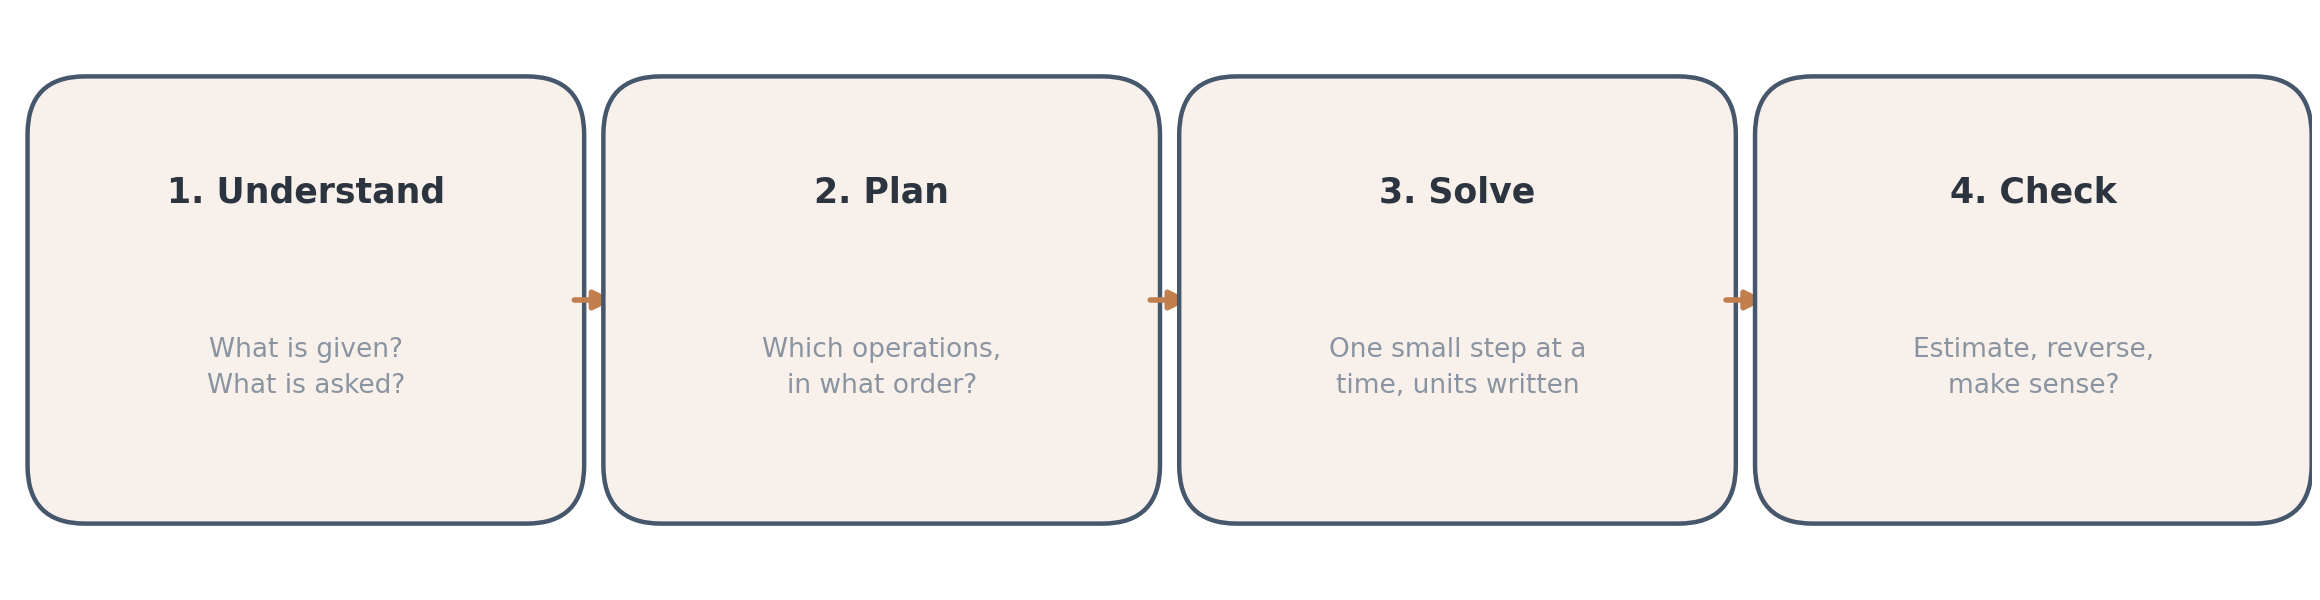 1. Understand
What is given?
What is asked?
2. Plan
Which operations,
in what order?
3. Solve
One small step at a
time, units written
4. Check
Estimate, reverse,
make sense?